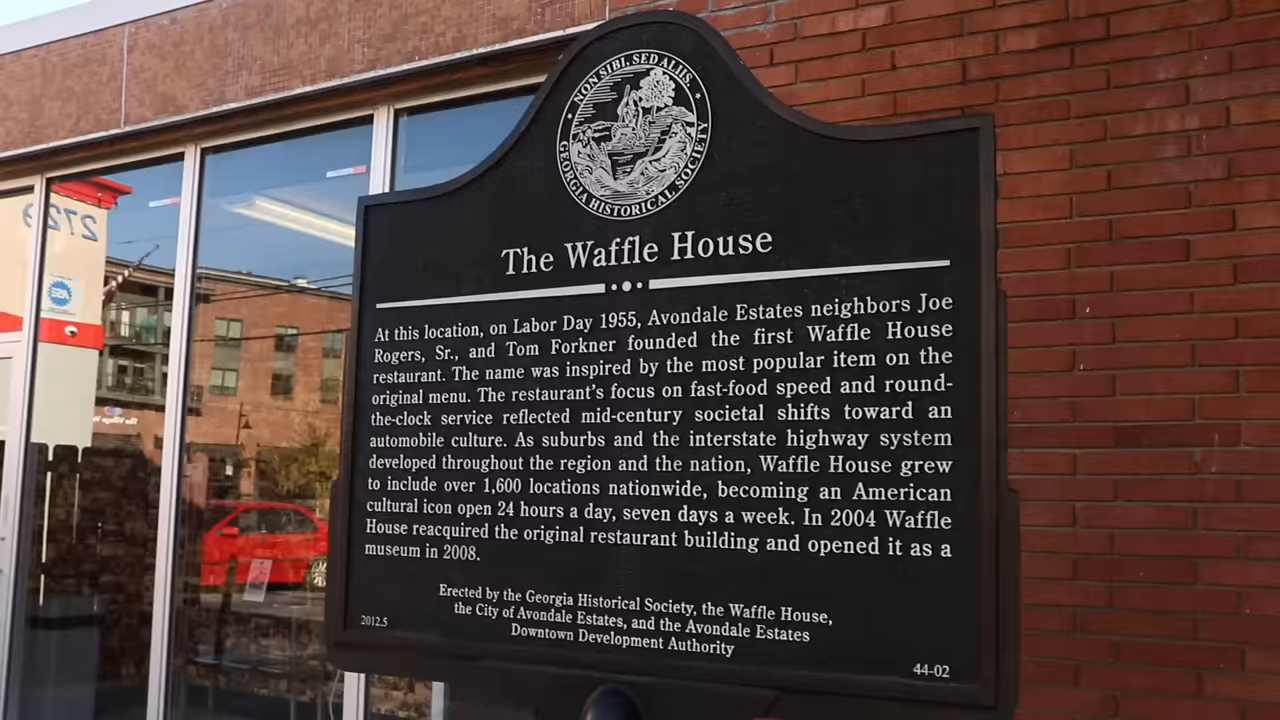 NON SIBI, SED ALIIS.
GEORGIA HISTORICAL SOCIETY
The Waffle House
At this location, on Labor Day 1955, Avondale Estates neighbors Joe
Rogers, Sr., and Tom Forkner founded the first Waffle House
restaurant. The name was inspired by the most popular item on the
original menu. The restaurant's focus on fast-food speed and round-
the-clock service reflected mid-century societal shifts toward an
automobile culture. As suburbs and the interstate highway system
developed throughout the region and the nation, Waffle House grew
to include over 1,600 locations nationwide, becoming an American
cultural icon open 24 hours a day, seven days a week. In 2004 Waffle
House reacquired the original restaurant building and opened it as a
museum in 2008.
Erected by the Georgia Historical Society, the Waffle House,
the City of Avondale Estates, and the Avondale Estates
Downtown Development Authority
2012.5
44-02